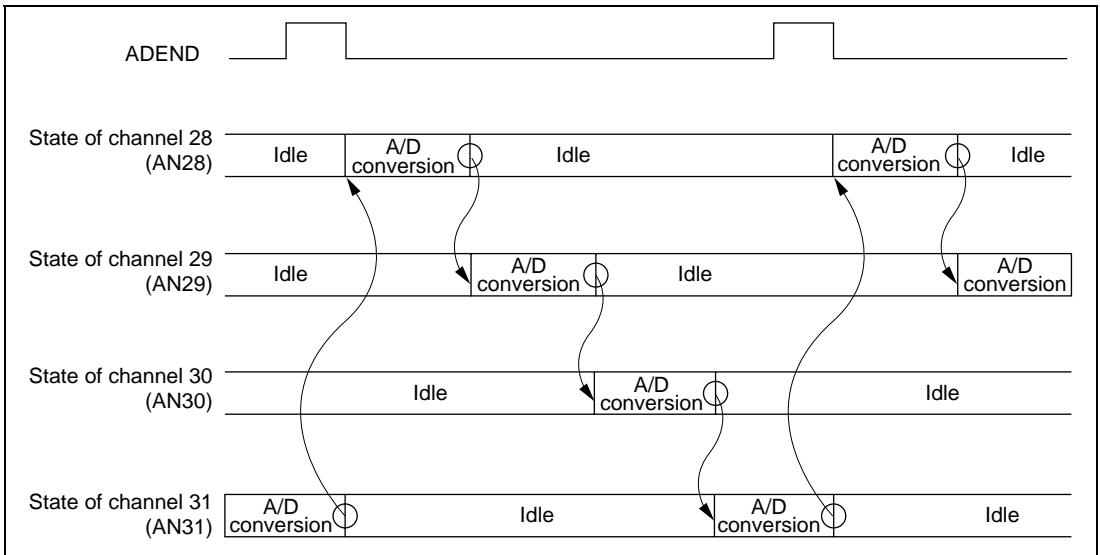 ADEND
State of channel 28
(AN28)
Idle
A/D
conversion
Idle
A/D
conversion
Idle
State of channel 29
(AN29)
Idle
A/D
conversion
Idle
A/D
conversion
State of channel 30
(AN30)
Idle
A/D
conversion
Idle
State of channel 31
(AN31)
A/D
conversion
Idle
A/D
conversion
Idle